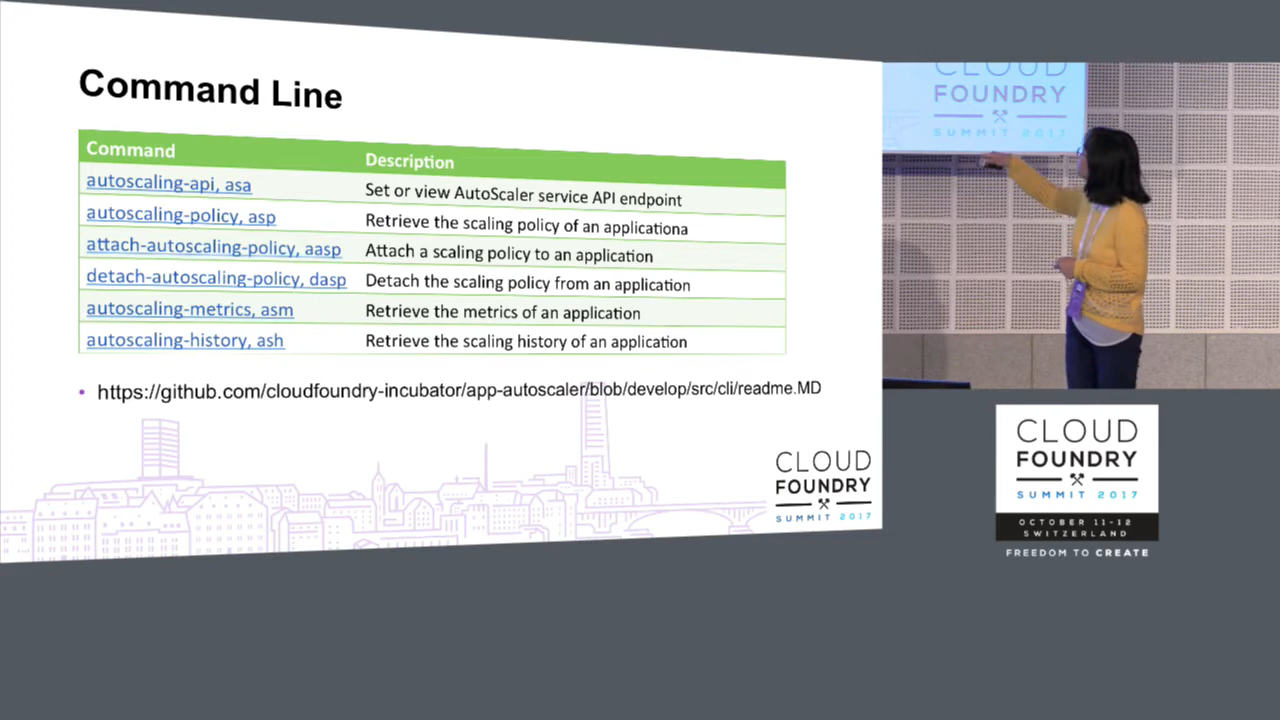 Command Line
Command Description
autoscaling-api, asa Set or view AutoScaler service API endpoint
autoscaling-policy, asp Retrieve the scaling policy of an applicationa
attach-autoscaling-policy, aasp Attach a scaling policy to an application
detach-autoscaling-policy, dasp Detach the scaling policy from an application
autoscaling-metrics, asm Retrieve the metrics of an application
autoscaling-history, ash Retrieve the scaling history of an application
• https://github.com/cloudfoundry-incubator/app-autoscaler/blob/develop/src/cli/readme.MD
CLOUD
FOUNDRY
SUMMIT 2017
CLOUD
FOUNDRY
SUMMIT 2017
CLOUD
FOUNDRY
SUMMIT 2017
OCTOBER 11-12
SWITZERLAND
FREEDOM TO CREATE